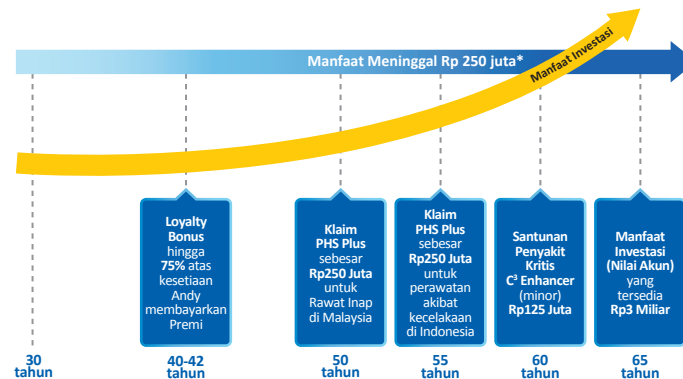 Manfaat Meninggal Rp 250 juta*
Manfaat Investasi
Loyalty
Bonus
hingga
75% atas
kesetiaan
Andy
membayarkan
Premi
Klaim
PHS Plus
sebesar
Rp250 Juta
untuk
Rawat Inap
di Malaysia
Klaim
PHS Plus
sebesar
Rp250 Juta
untuk
perawatan
akibat
kecelakaan
di Indonesia
Santunan
Penyakit
Kritis
C³ Enhancer
(minor)
Rp125 Juta
Manfaat
Investasi
(Nilai Akun)
yang
tersedia
Rp3 Miliar
30
tahun
40-42
tahun
50
tahun
55
tahun
60
tahun
65
tahun